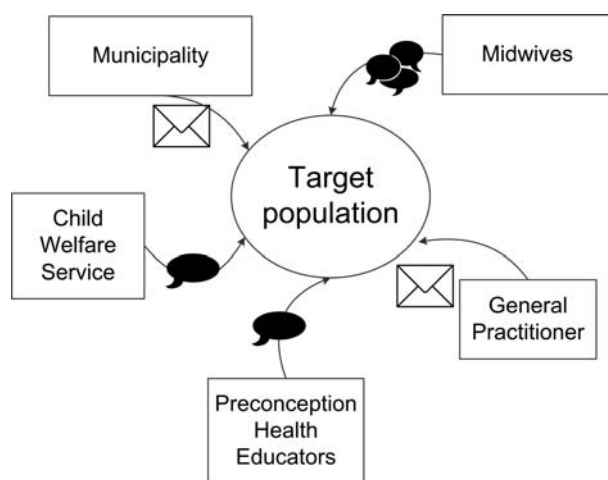 Municipality
Midwives
Target
population
Child
Welfare
Service
General
Practitioner
Preconception
Health
Educators